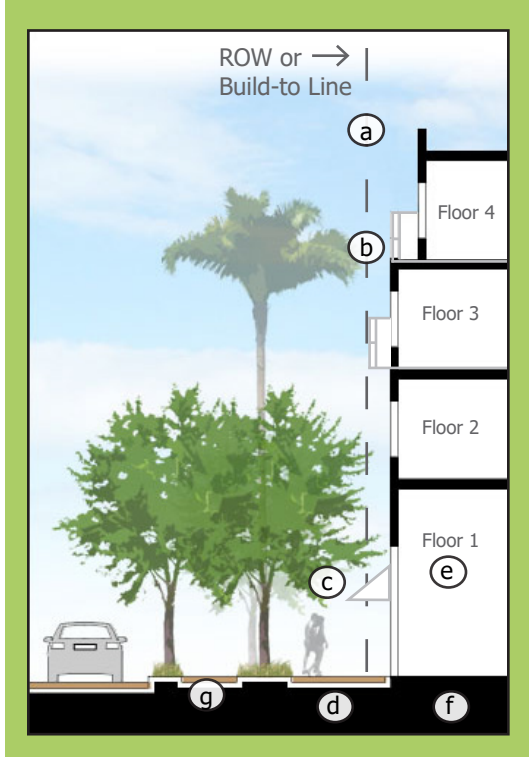 ROW or →
Build-to Line
a
Floor 4
b
Floor 3
Floor 2
Floor 1
c
e
g
d
f